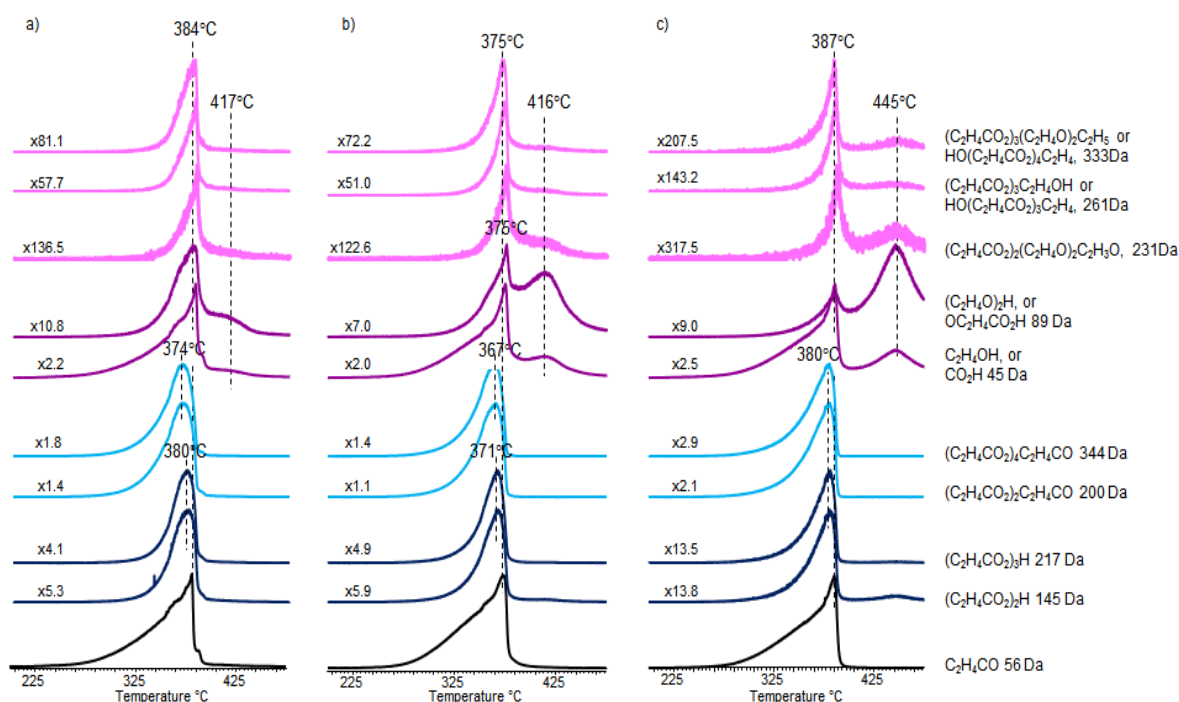 a)
384°C
417°C
x81.1
x57.7
x136.5
x10.8
x2.2
374°C
x1.8
x1.4
380°C
x4.1
x5.3
225
325
425
Temperature °C
b)
375°C
416°C
x72.2
x51.0
x122.6
375°C
x7.0
x2.0
367°C
x1.4
x1.1
371°C
x4.9
x5.9
225
325
425
Temperature °C
c)
387°C
445°C
x207.5
x143.2
x317.5
x9.0
x2.5
380°C
x2.9
x2.1
x13.5
x13.8
225
325
425
Temperature °C
(C₂H₄CO₂)₃(C₂H₄O)₂C₂H₅ or
HO(C₂H₄CO₂)₄C₂H₄, 333Da
(C₂H₄CO₂)₃C₂H₄OH or
HO(C₂H₄CO₂)₃C₂H₄, 261Da
(C₂H₄CO₂)₂(C₂H₄O)₂C₂H₃O, 231Da
(C₂H₄O)₂H, or
OC₂H₄CO₂H 89 Da
C₂H₄OH, or
CO₂H 45 Da
(C₂H₄CO₂)₄C₂H₄CO 344 Da
(C₂H₄CO₂)₂C₂H₄CO 200 Da
(C₂H₄CO₂)₃H 217 Da
(C₂H₄CO₂)₂H 145 Da
C₂H₄CO 56 Da